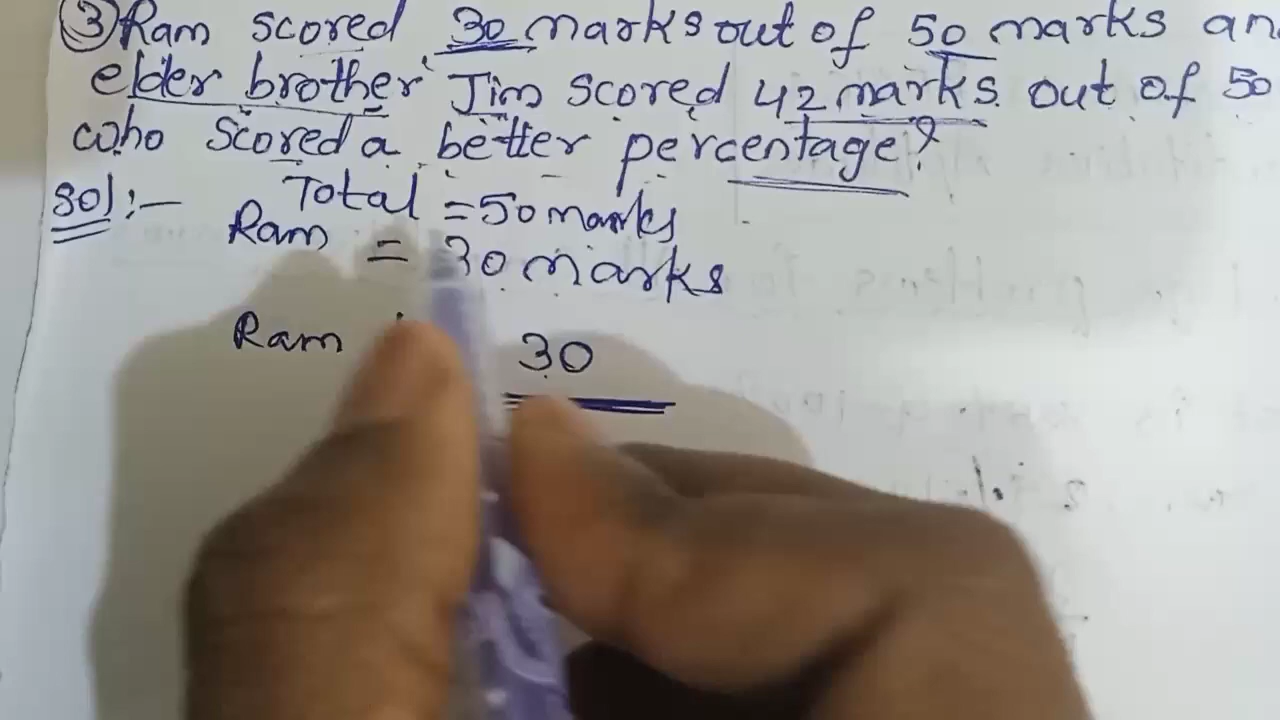 ③ Ram scored 30 marks out of 50 marks an
elder brother Jim scored 42 marks out of 50
who scored a better percentage?
Sol:- Total = 50 marks
Ram = 30 marks
Ram 30